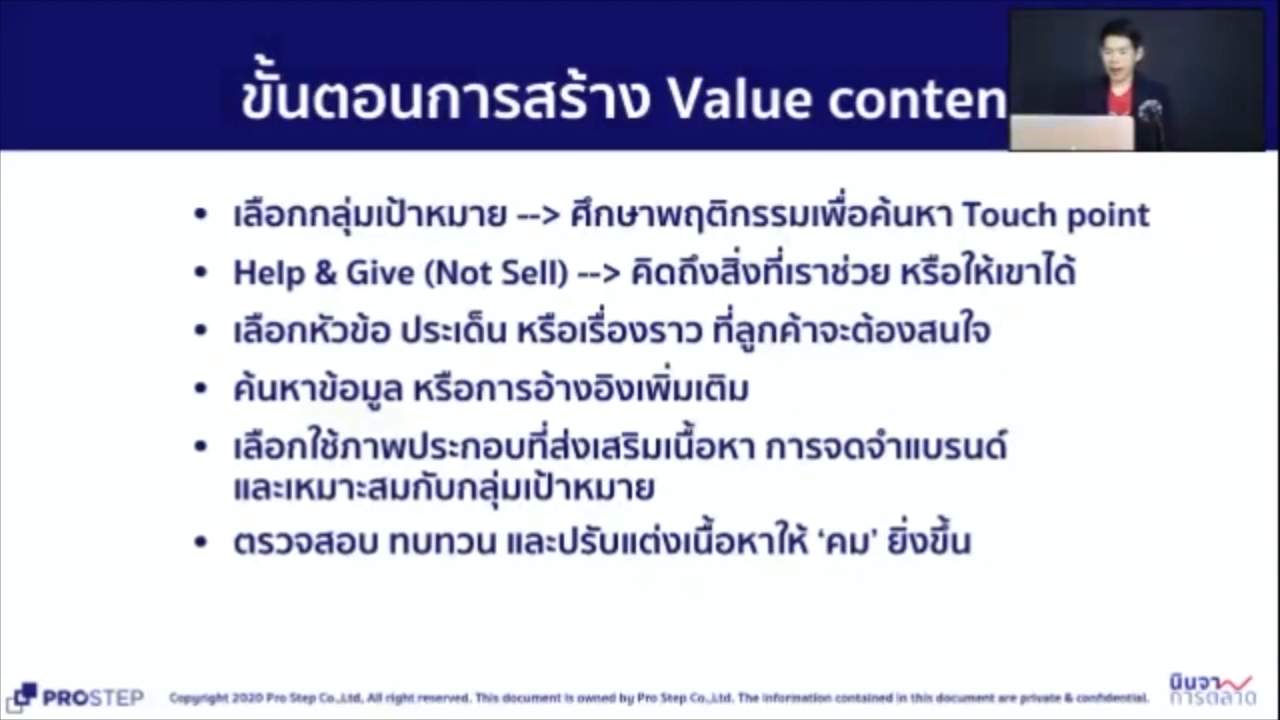 ขั้นตอนการสร้าง Value conten
• เลือกกลุ่มเป้าหมาย --> ศึกษาพฤติกรรมเพื่อค้นหา Touch point
• Help & Give (Not Sell) --> คิดถึงสิ่งที่เราช่วย หรือให้เขาได้
• เลือกหัวข้อ ประเด็น หรือเรื่องราว ที่ลูกค้าจะต้องสนใจ
• ค้นหาข้อมูล หรือการอ้างอิงเพิ่มเติม
• เลือกใช้ภาพประกอบที่ส่งเสริมเนื้อหา การจดจำแบรนด์
และเหมาะสมกับกลุ่มเป้าหมาย
• ตรวจสอบ ทบทวน และปรับแต่งเนื้อหาให้ ‘คม’ ยิ่งขึ้น
PROSTEP
Copyright 2020 Pro Step Co.,Ltd, All right reserved. This document is owned by Pro Step Co.,Ltd. The information contained in this document are private & confidential.
นินจา
การตลาด